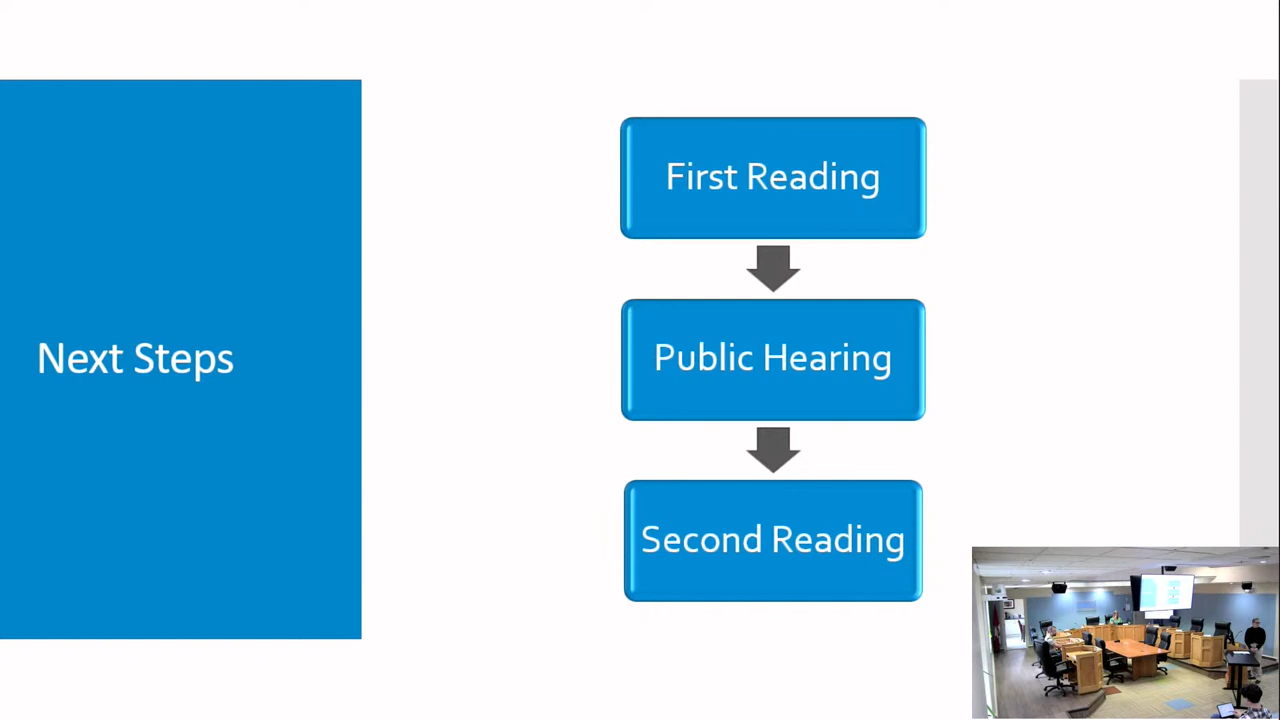 Next Steps
First Reading
Public Hearing
Second Reading